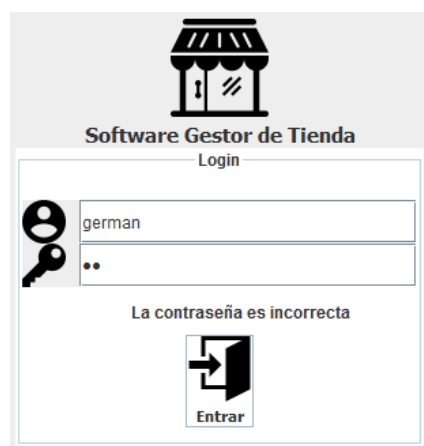 Software Gestor de Tienda
Login
german
••
La contraseña es incorrecta
Entrar